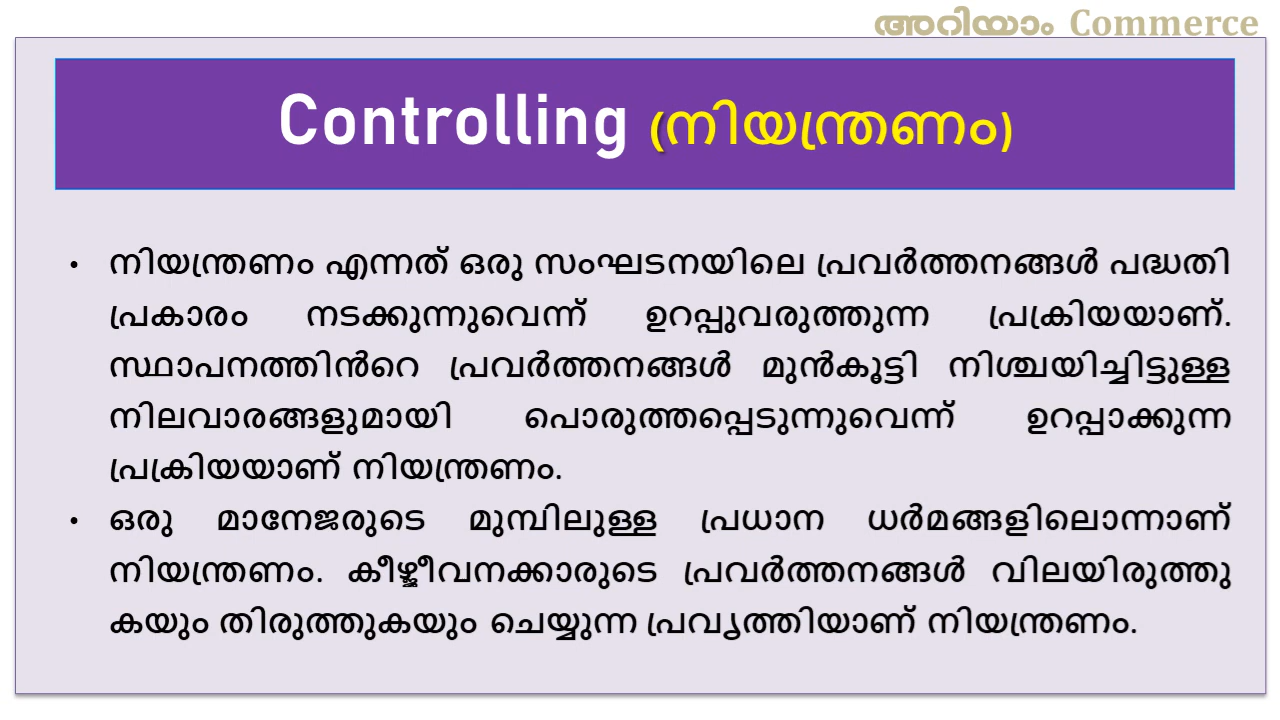 അറിയാം Commerce
Controlling (നിയന്ത്രണം)
• നിയന്ത്രണം എന്നത് ഒരു സംഘടനയിലെ പ്രവർത്തനങ്ങൾ പദ്ധതി
പ്രകാരം നടക്കുന്നുവെന്ന് ഉറപ്പുവരുത്തുന്ന പ്രക്രിയയാണ്.
സ്ഥാപനത്തിൻറെ പ്രവർത്തനങ്ങൾ മുൻകൂട്ടി നിശ്ചയിച്ചിട്ടുള്ള
നിലവാരങ്ങളുമായി പൊരുത്തപ്പെടുന്നുവെന്ന് ഉറപ്പാക്കുന്ന
പ്രക്രിയയാണ് നിയന്ത്രണം.
• ഒരു മാനേജരുടെ മുമ്പിലുള്ള പ്രധാന ധർമങ്ങളിലൊന്നാണ്
നിയന്ത്രണം. കീഴ്ജീവനക്കാരുടെ പ്രവർത്തനങ്ങൾ വിലയിരുത്തു
കയും തിരുത്തുകയും ചെയ്യുന്ന പ്രവൃത്തിയാണ് നിയന്ത്രണം.